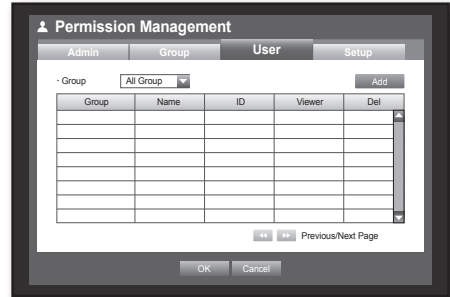 Permission Management
Admin Group User Setup
· Group All Group Add
Group Name ID Viewer Del
Previous/Next Page
OK Cancel